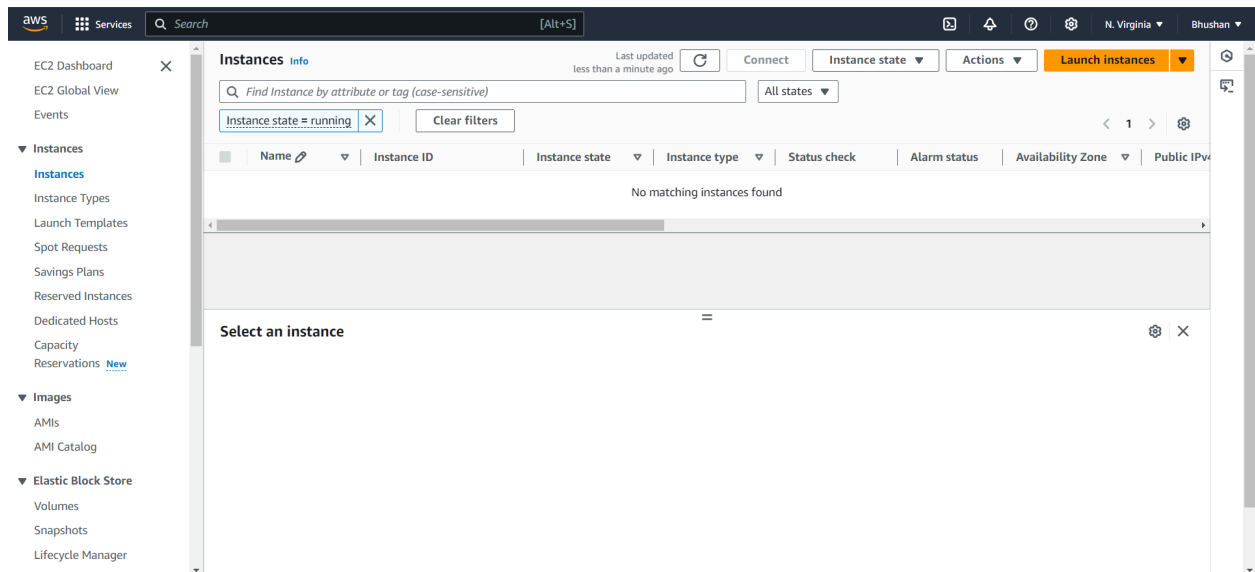 aws Services Search [Alt+S] N. Virginia Bhushan
EC2 Dashboard
EC2 Global View
Events
Instances
Instances
Instance Types
Launch Templates
Spot Requests
Savings Plans
Reserved Instances
Dedicated Hosts
Capacity
Reservations New
Images
AMIs
AMI Catalog
Elastic Block Store
Volumes
Snapshots
Lifecycle Manager
Instances Info
Last updated
less than a minute ago
Connect Instance state Actions Launch instances
Find Instance by attribute or tag (case-sensitive) All states
Instance state = running Clear filters 1
Name Instance ID Instance state Instance type Status check Alarm status Availability Zone Public IPv4
No matching instances found
Select an instance